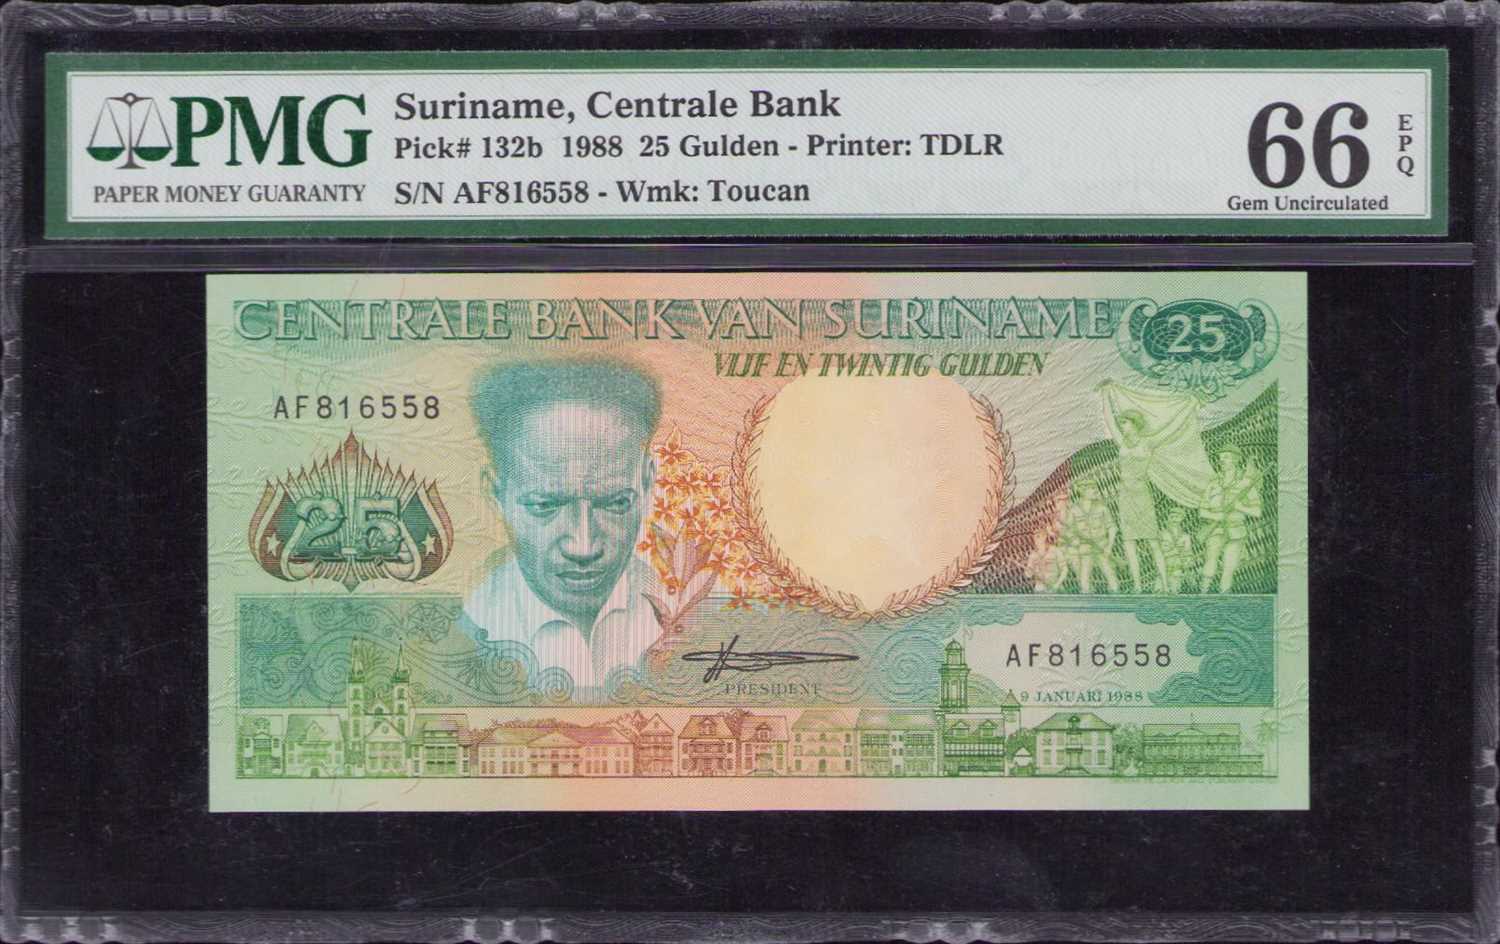 PMG
PAPER MONEY GUARANTY
Suriname, Centrale Bank
Pick# 132b 1988 25 Gulden - Printer: TDLR
S/N AF816558 - Wmk: Toucan
66 EPQ
Gem Uncirculated
CENTRALE BANK VAN SURINAME
25
VIJF EN TWINTIG GULDEN
AF816558
25
AF816558
PRESIDENT
9 JANUARI 1988